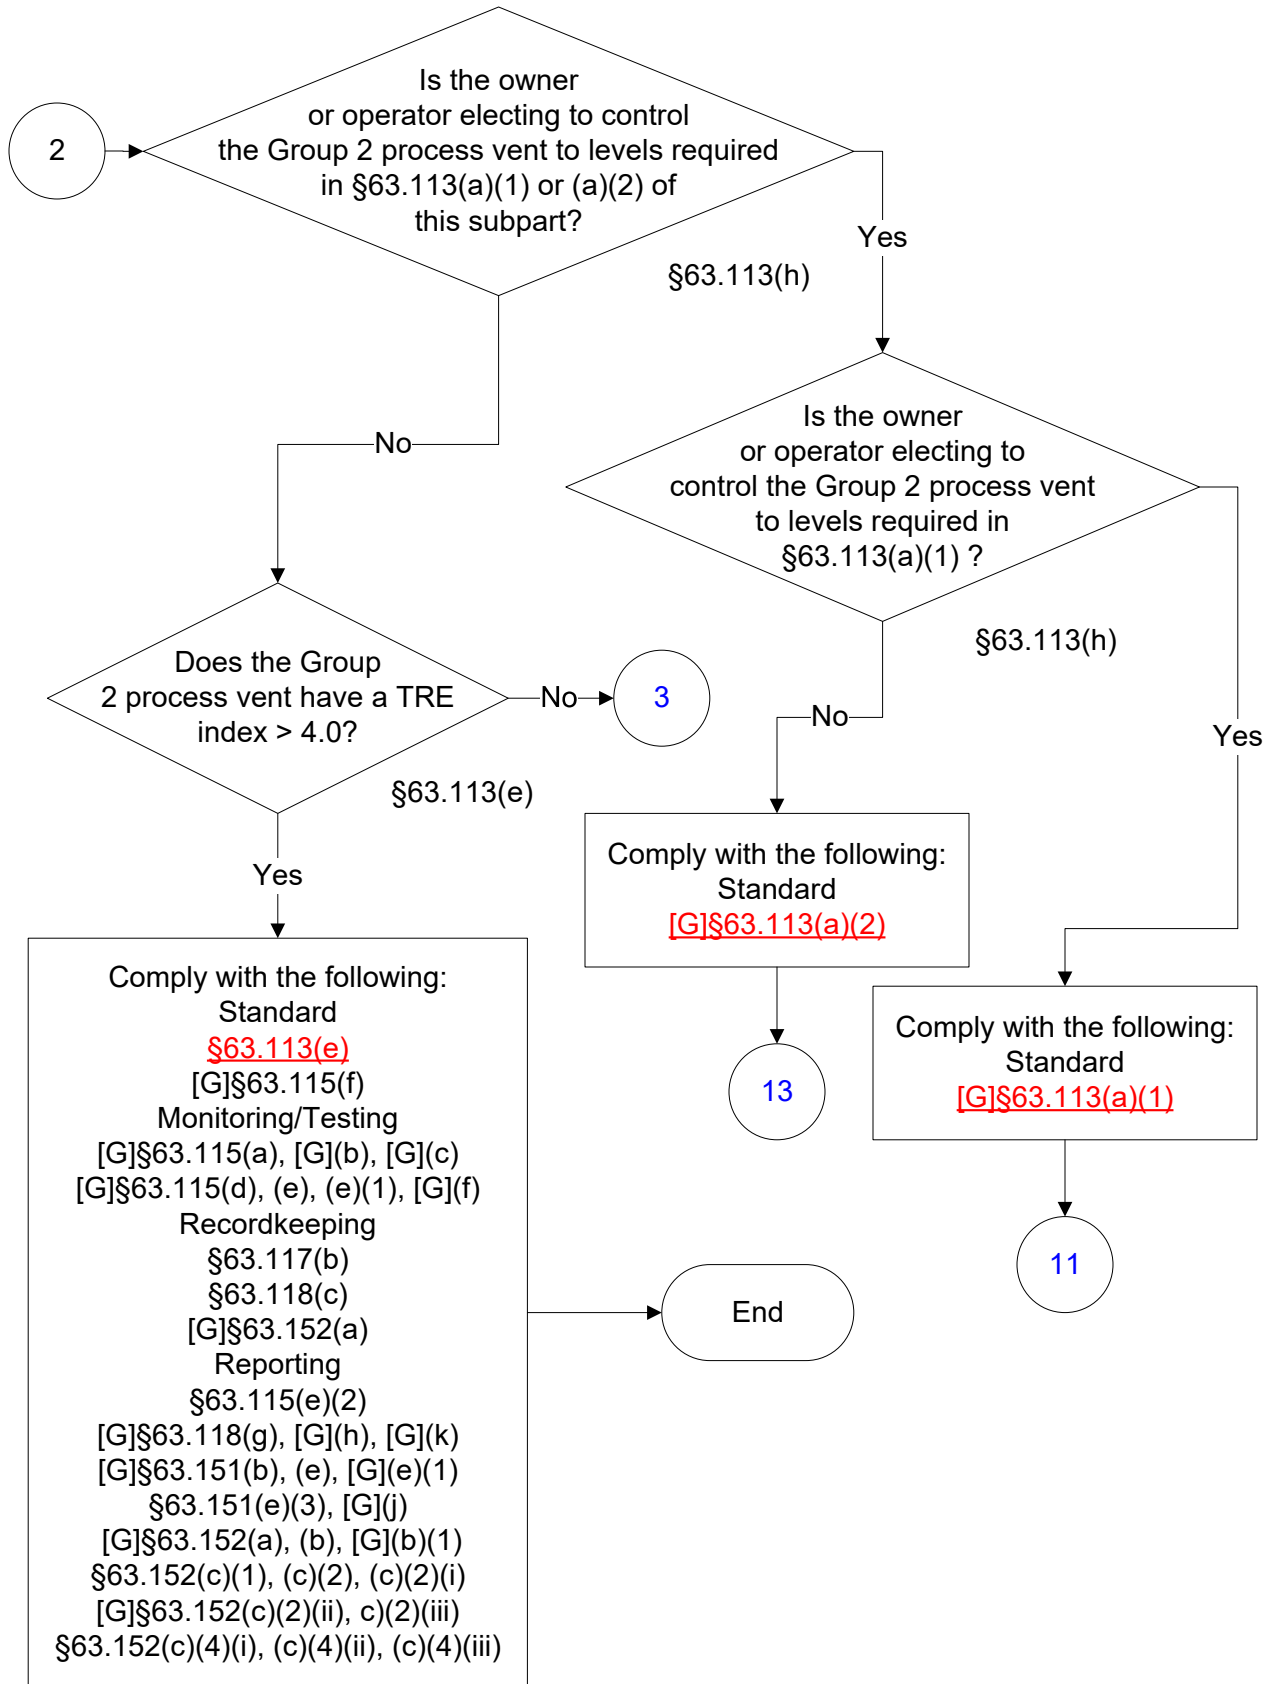 2
Is the owner
or operator electing to control
the Group 2 process vent to levels required
in §63.113(a)(1) or (a)(2) of
this subpart?
Yes
§63.113(h)
No
Is the owner
or operator electing to
control the Group 2 process vent
to levels required in
§63.113(a)(1) ?
§63.113(h)
Does the Group
2 process vent have a TRE
index > 4.0?
No
3
No
Yes
§63.113(e)
Yes
Comply with the following:
Standard
[G]§63.113(a)(2)
13
Comply with the following:
Standard
[G]§63.113(a)(1)
11
Comply with the following:
Standard
§63.113(e)
[G]§63.115(f)
Monitoring/Testing
[G]§63.115(a), [G](b), [G](c)
[G]§63.115(d), (e), (e)(1), [G](f)
Recordkeeping
§63.117(b)
§63.118(c)
[G]§63.152(a)
Reporting
§63.115(e)(2)
[G]§63.118(g), [G](h), [G](k)
[G]§63.151(b), (e), [G](e)(1)
§63.151(e)(3), [G](j)
[G]§63.152(a), (b), [G](b)(1)
§63.152(c)(1), (c)(2), (c)(2)(i)
[G]§63.152(c)(2)(ii), c)(2)(iii)
§63.152(c)(4)(i), (c)(4)(ii), (c)(4)(iii)
End